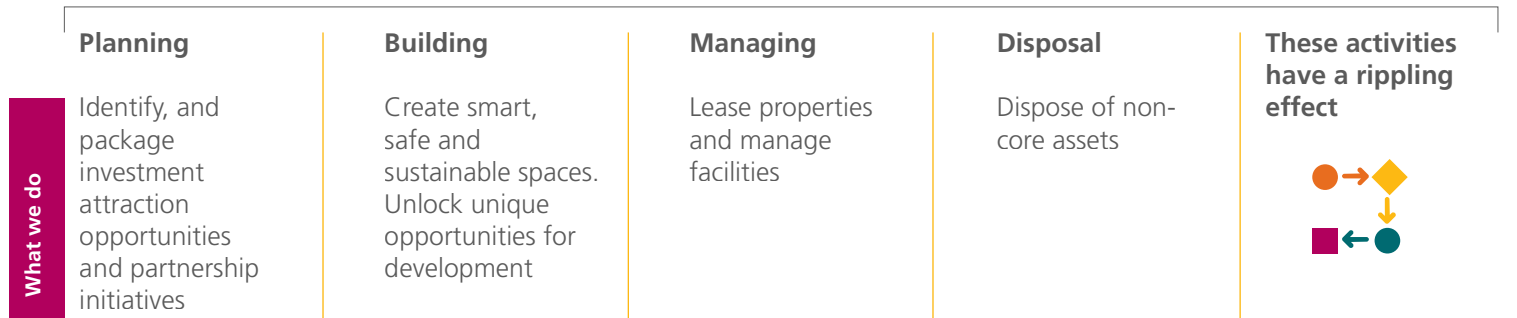 What we do
Planning
Identify, and
package
investment
attraction
opportunities
and partnership
initiatives
Building
Create smart,
safe and
sustainable spaces.
Unlock unique
opportunities for
development
Managing
Lease properties
and manage
facilities
Disposal
Dispose of non-
core assets
These activities
have a rippling
effect